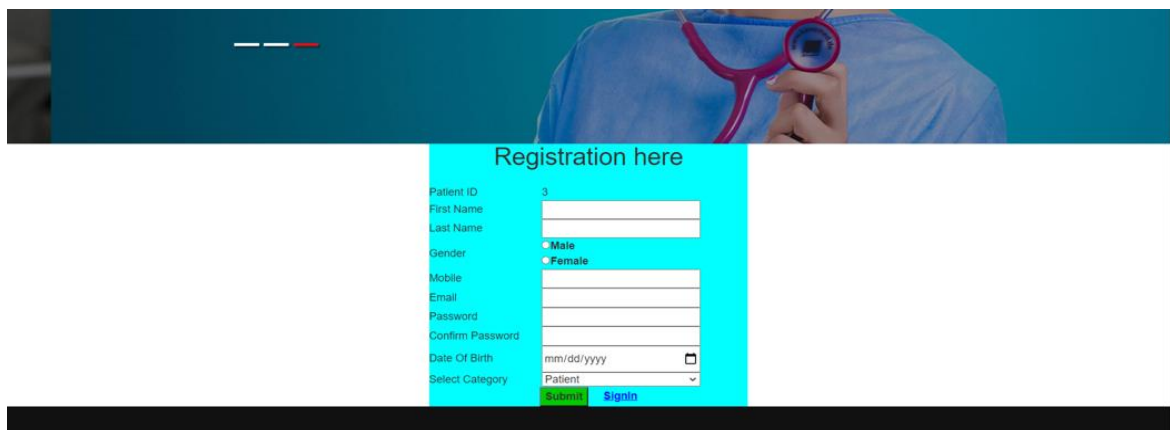 Registration here
Patient ID 3
First Name
Last Name
Gender Male
Female
Mobile
Email
Password
Confirm Password
Date Of Birth mm/dd/yyyy
Select Category Patient
Submit SignIn